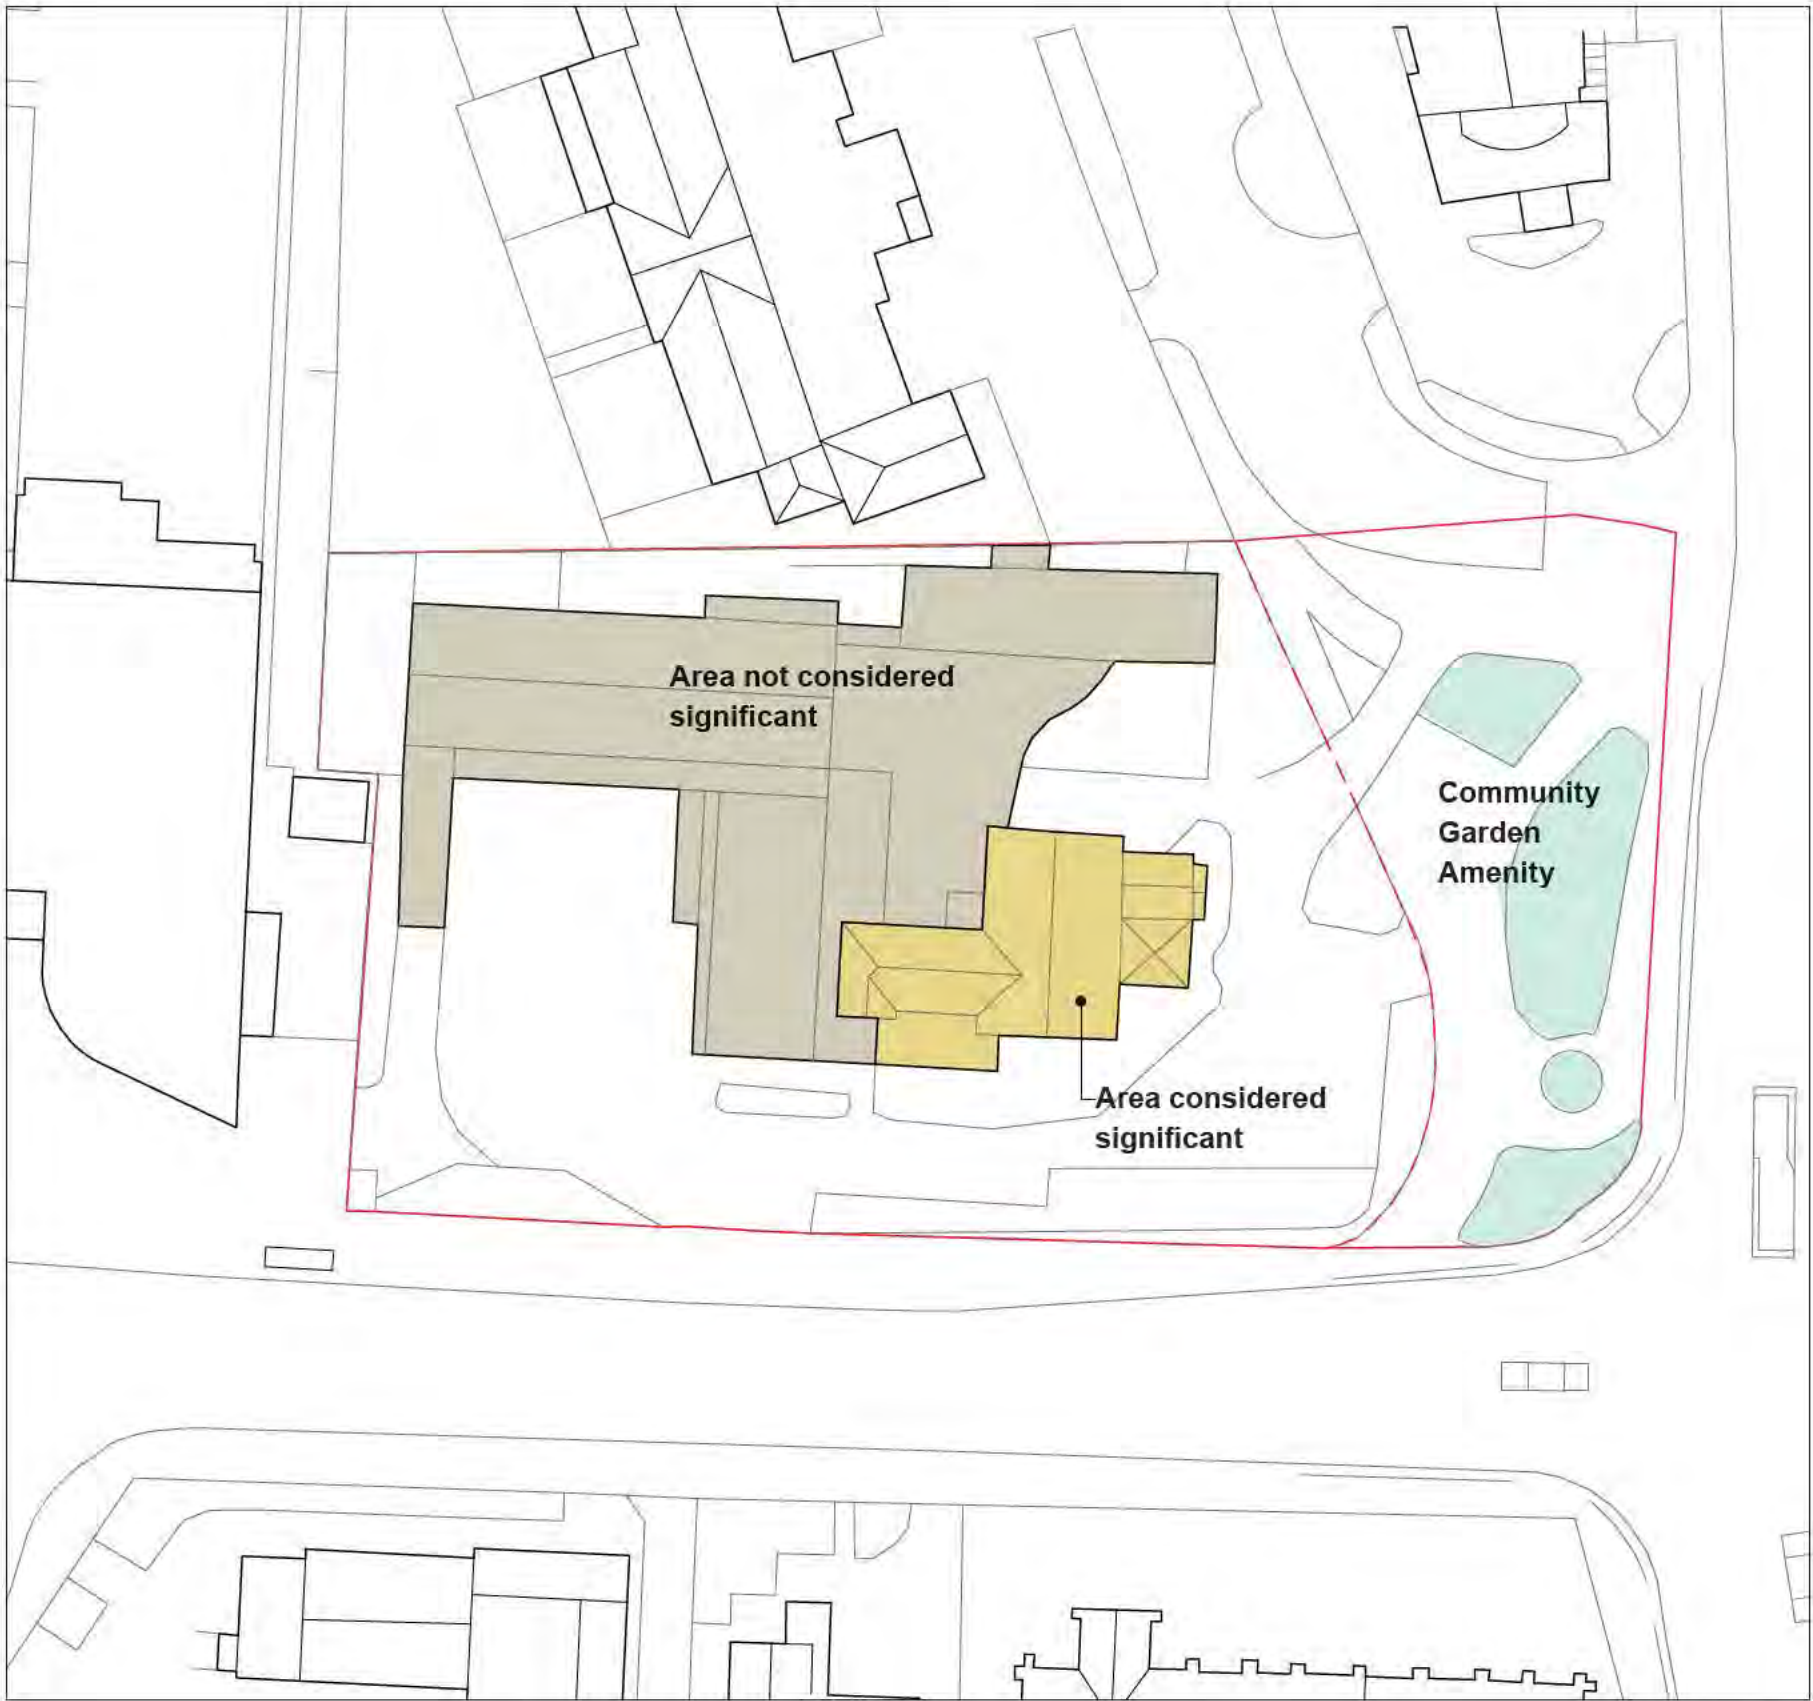 Area not considered
significant
Community
Garden
Amenity
Area considered
significant